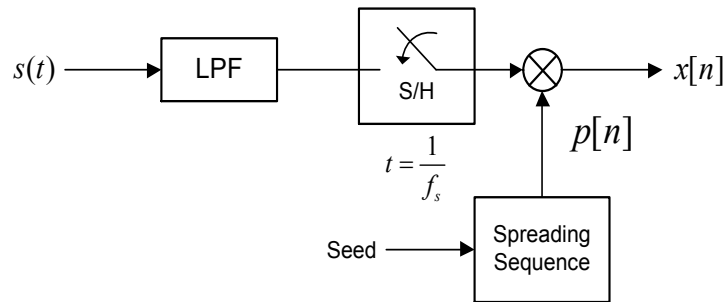 s(t)
LPF
S/H
x[n]
t = 1/f_s
p[n]
Seed
Spreading
Sequence